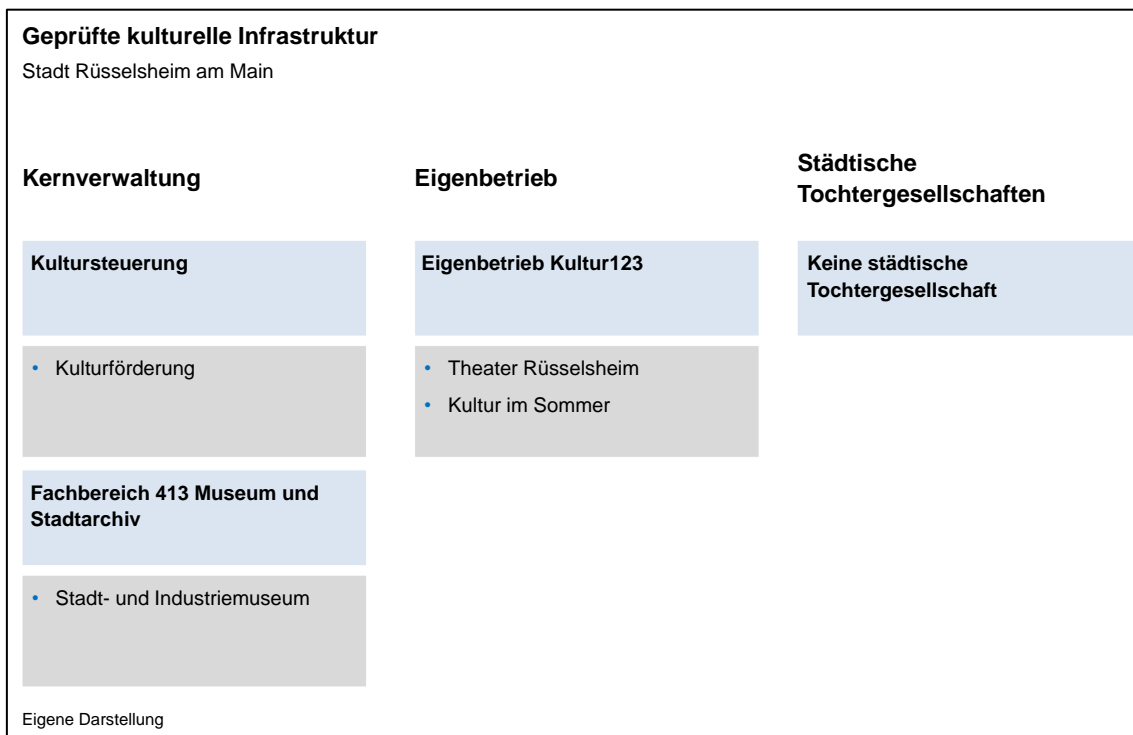 Geprüfte kulturelle Infrastruktur
Stadt Rüsselsheim am Main
Kernverwaltung
Kultursteuerung
• Kulturförderung
Fachbereich 413 Museum und
Stadtarchiv
• Stadt- und Industriemuseum
Eigenbetrieb
Eigenbetrieb Kultur123
• Theater Rüsselsheim
• Kultur im Sommer
Städtische
Tochtergesellschaften
Keine städtische
Tochtergesellschaft
Eigene Darstellung